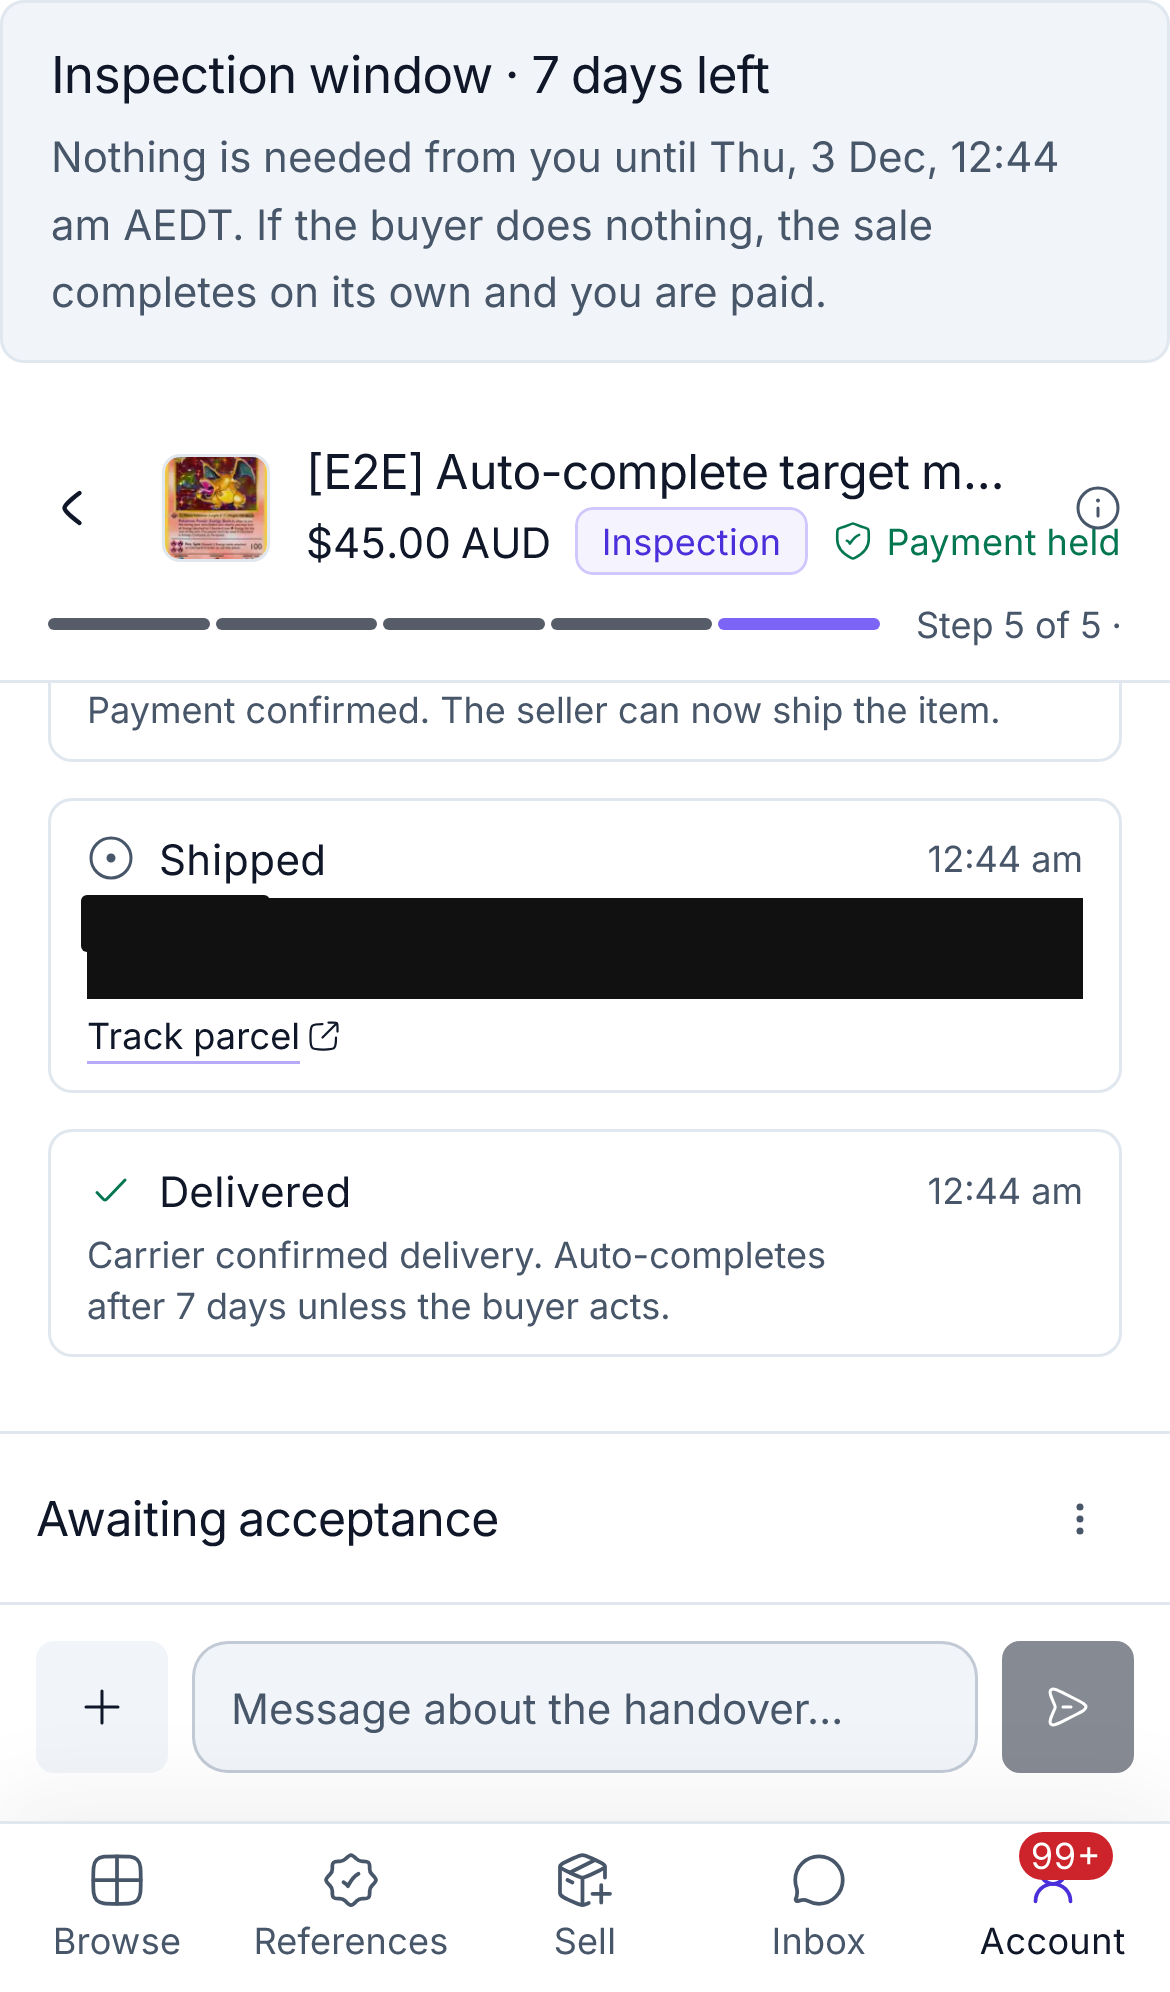 Inspection window · 7 days left
Nothing is needed from you until Thu, 3 Dec, 12:44
am AEDT. If the buyer does nothing, the sale
completes on its own and you are paid.
[E2E] Auto-complete target m...
$45.00 AUD
Inspection
Payment held
Step 5 of 5 ·
Payment confirmed. The seller can now ship the item.
Shipped
12:44 am
Track parcel
Delivered
12:44 am
Carrier confirmed delivery. Auto-completes
after 7 days unless the buyer acts.
Awaiting acceptance
Message about the handover...
99+
Browse
References
Sell
Inbox
Account